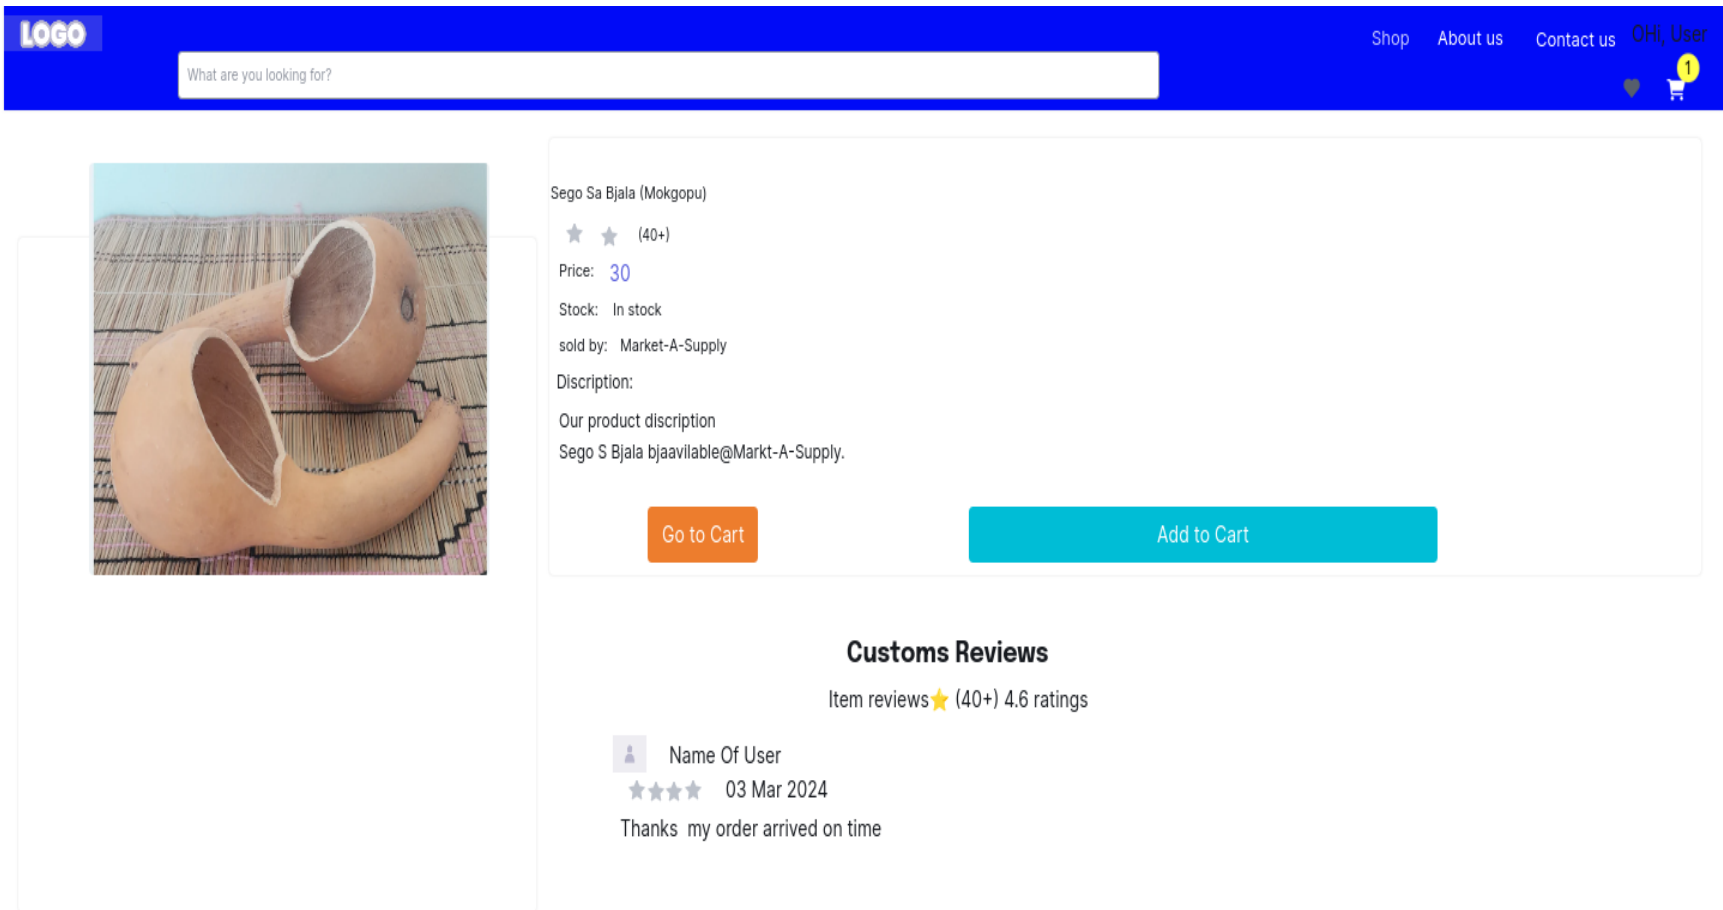 LOGO
Shop
About us
Contact us
OHi, User
What are you looking for?
1
Sego Sa Bjala (Mokgopu)
(40+)
Price: 30
Stock: In stock
sold by: Market-A-Supply
Discription:
Our product discription
Sego S Bjala bjaavilable@Markt-A-Supply.
Go to Cart
Add to Cart
Customs Reviews
Item reviews⭐ (40+) 4.6 ratings
Name Of User
03 Mar 2024
Thanks my order arrived on time